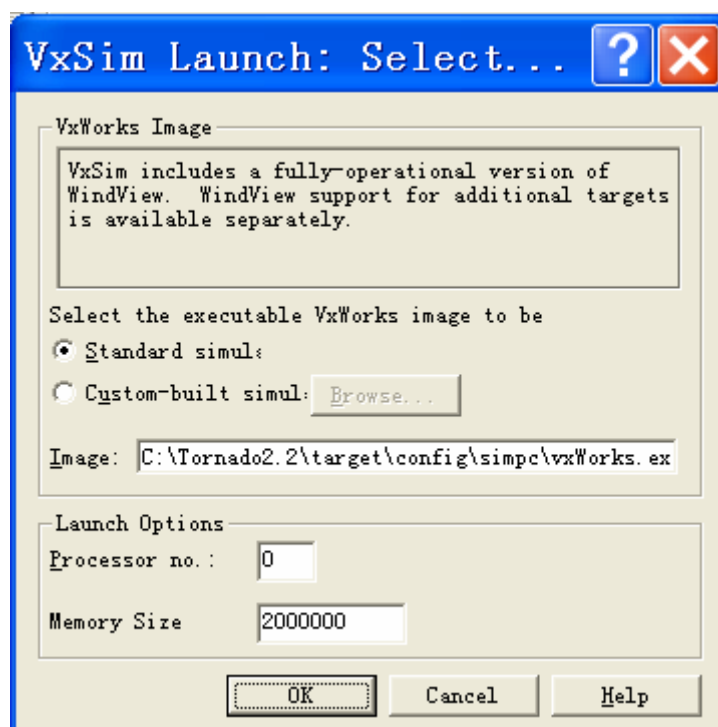 VxSim Launch: Select...
VxWorks Image
VxSim includes a fully-operational version of
WindView.  WindView support for additional targets
is available separately.
Select the executable VxWorks image to be
Standard simul
Custom-built simul
Browse...
Image: C:\Tornado2.2\target\config\simpc\vxWorks.ex
Launch Options
Processor no.: 0
Memory Size 2000000
OK Cancel Help